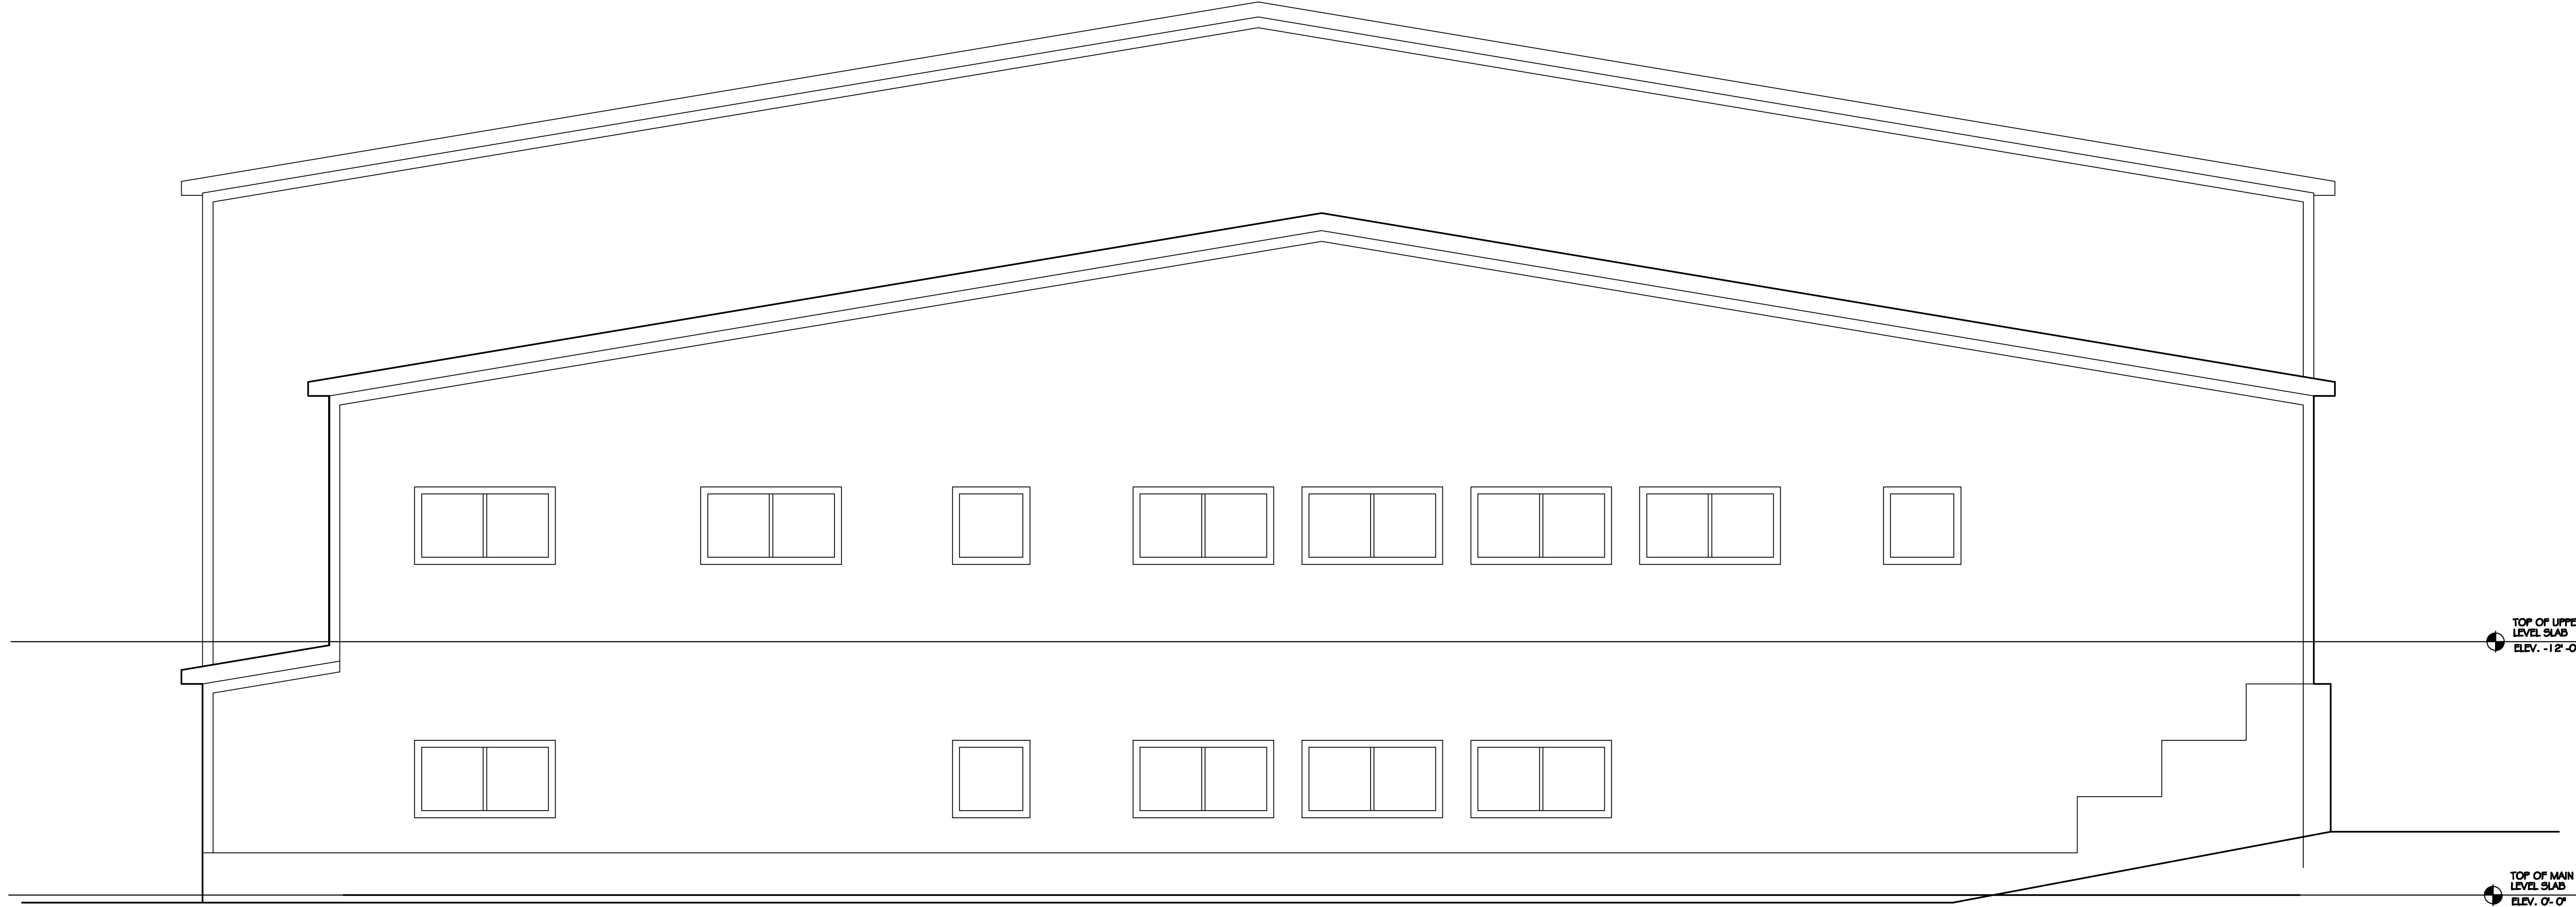 TOP OF UPPE
LEVEL SLAB
ELEV. -12'-0
TOP OF MAIN
LEVEL SLAB
ELEV. 0'-0"